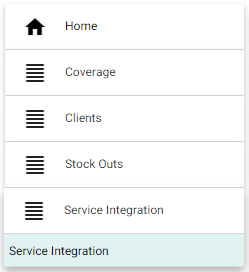 Home
Coverage
Clients
Stock Outs
Service Integration
Service Integration